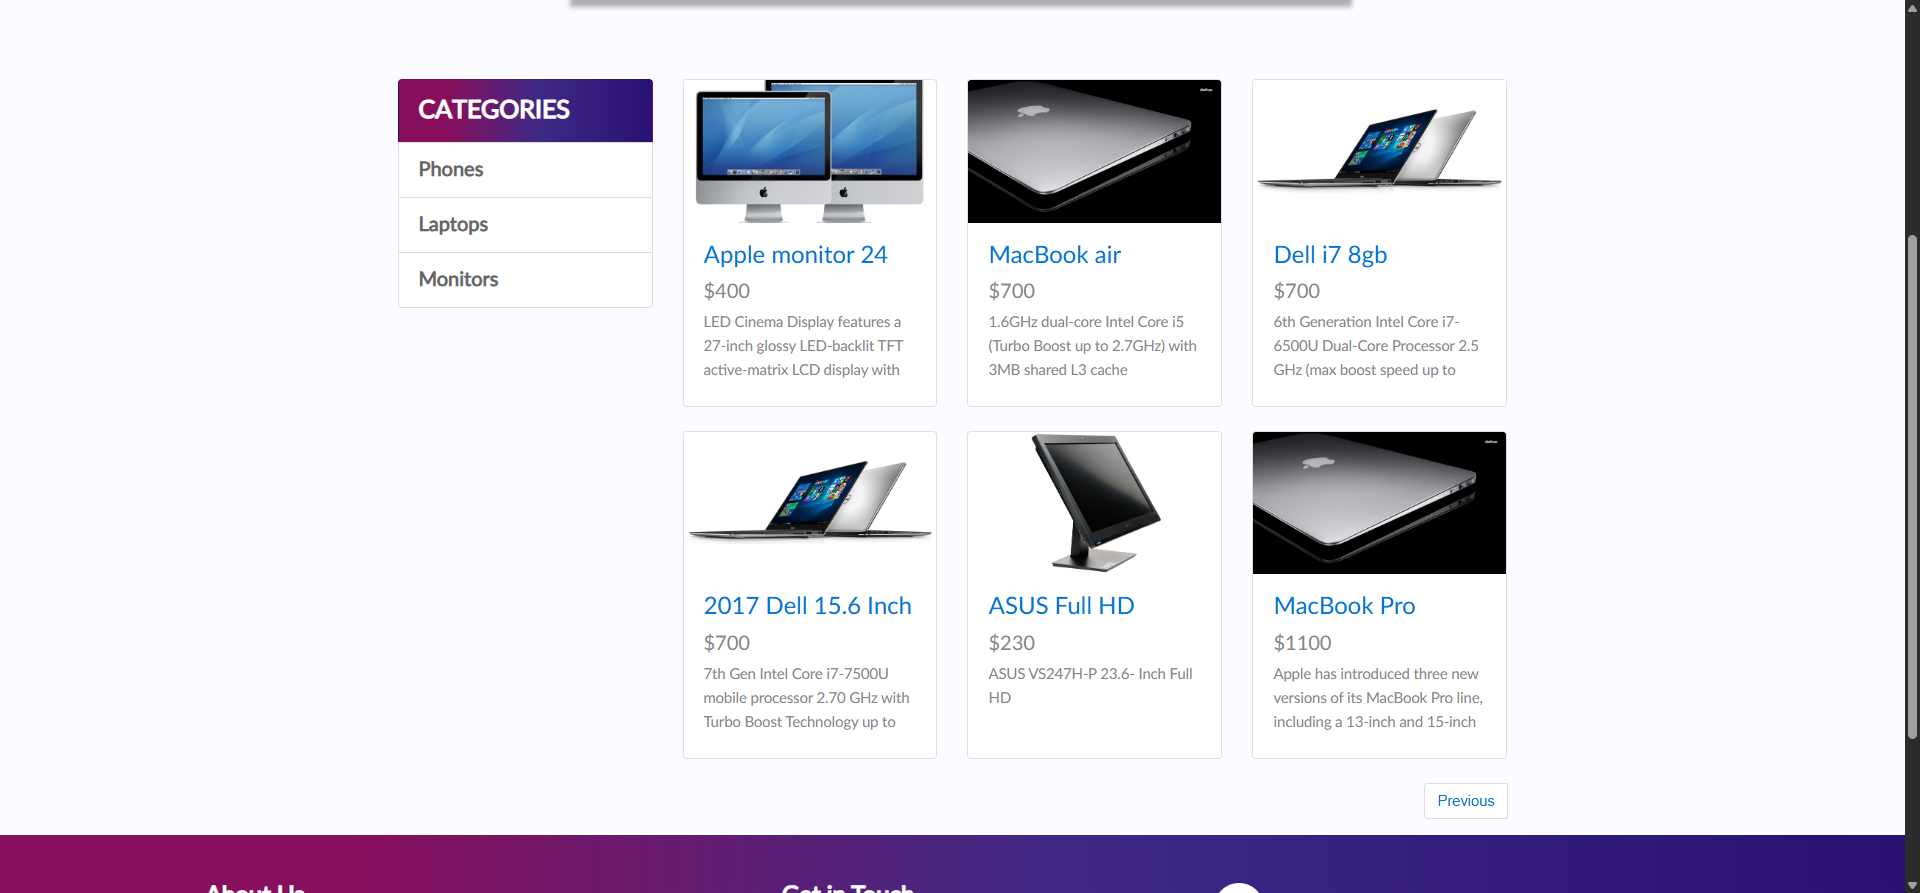 CATEGORIES
Phones
Laptops
Monitors
Apple monitor 24
$400
LED Cinema Display features a
27-inch glossy LED-backlit TFT
active-matrix LCD display with
MacBook air
$700
1.6GHz dual-core Intel Core i5
(Turbo Boost up to 2.7GHz) with
3MB shared L3 cache
Dell i7 8gb
$700
6th Generation Intel Core i7-
6500U Dual-Core Processor 2.5
GHz (max boost speed up to
2017 Dell 15.6 Inch
$700
7th Gen Intel Core i7-7500U
mobile processor 2.70 GHz with
Turbo Boost Technology up to
ASUS Full HD
$230
ASUS VS247H-P 23.6- Inch Full
HD
MacBook Pro
$1100
Apple has introduced three new
versions of its MacBook Pro line,
including a 13-inch and 15-inch
Previous
About Us
Get in Touch